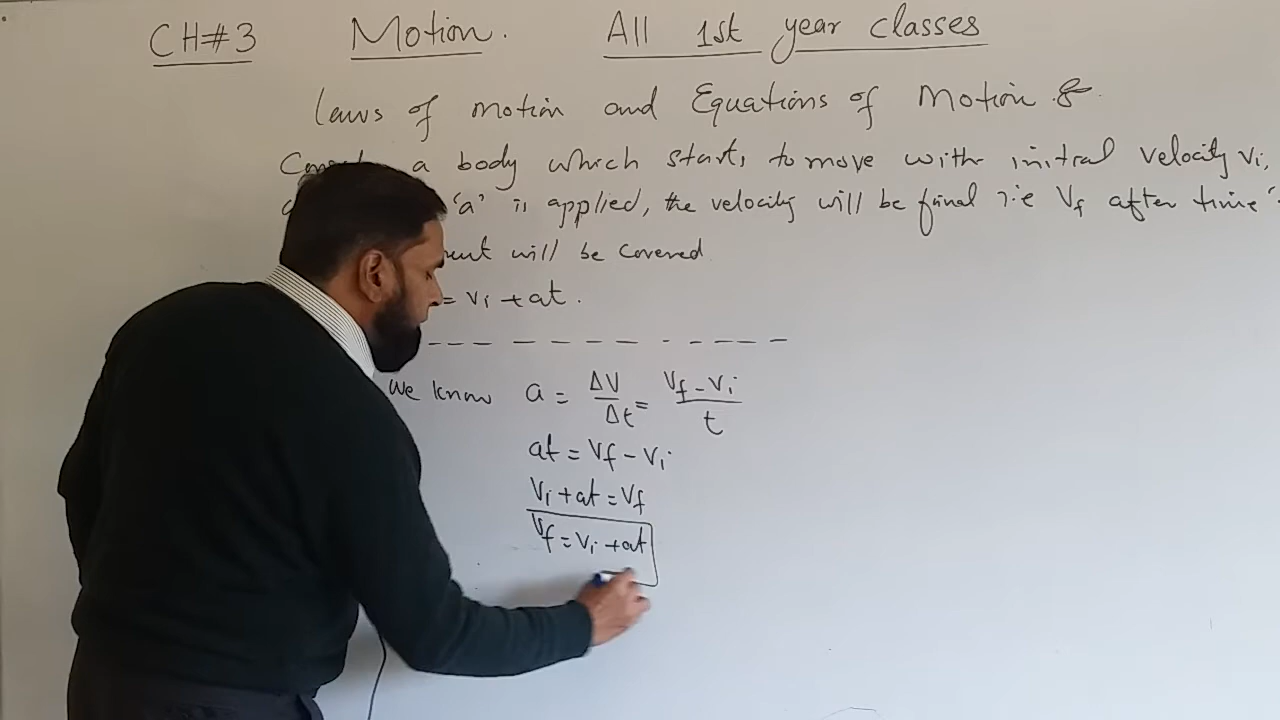 CH#3 Motion. All 1st year classes
Laws of motion and Equations of Motion :-
a body which starts to move with initial velocity vi,
'a' is applied, the velocity will be final i.e Vf after time
will be covered
= vi + at.
We know a = ΔV/Δt = Vf - Vi/t
at = Vf - Vi
Vi + at = Vf
Vf = Vi + at